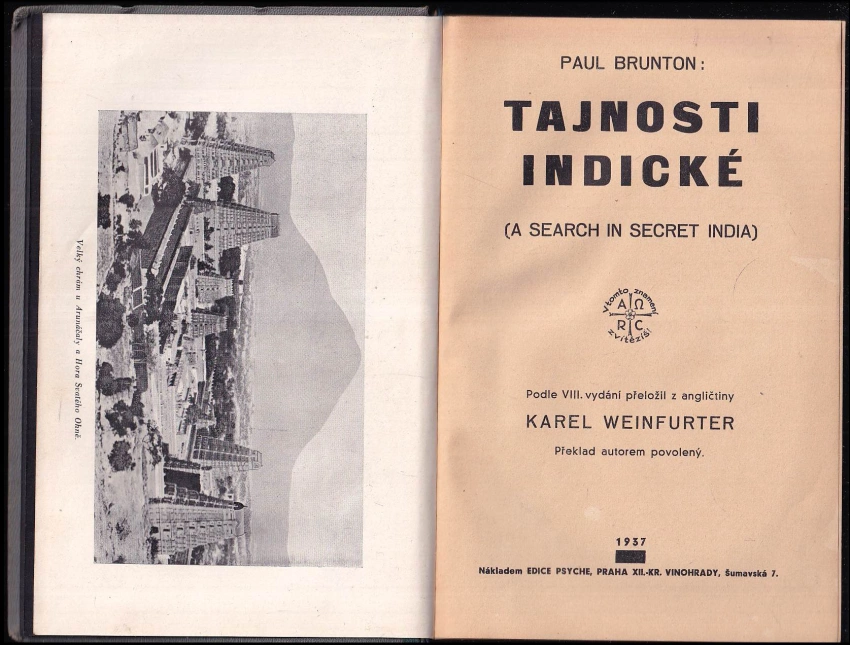 Velký chrám u Arunáčaly a Hora Svatého Ohně.
PAUL BRUNTON:
TAJNOSTI
INDICKÉ
(A SEARCH IN SECRET INDIA)
V tomto znamení
A Ω
R C
zvítězíš!
Podle VIII. vydání přeložil z angličtiny
KAREL WEINFURTER
Překlad autorem povolený.
1937
Nákladem EDICE PSYCHE, PRAHA XII.-KR. VINOHRADY, Šumavská 7.